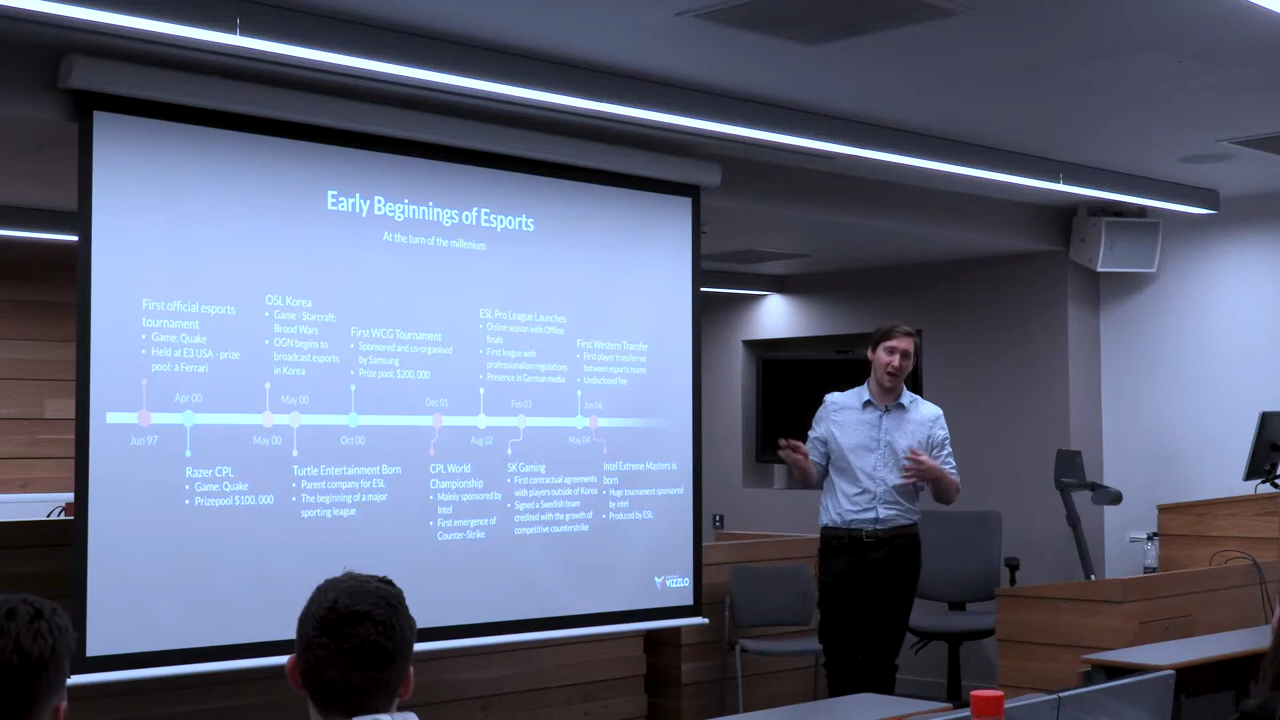 Early Beginnings of Esports
At the turn of the millenium
First official esports
tournament
• Game: Quake
• Held at E3 USA - prize
pool: a Ferrari
OSL Korea
• Game - Starcraft:
Brood Wars
• OGN begins to
broadcast esports
in Korea
First WCG Tournament
• Sponsored and co-organised
by Samsung
• Prize pool: $200,000
ESL Pro League Launches
• Online season with Offline
finals
• First league with
professionalism regulations
• Presence in German media
First Western Transfer
• First player transferred
between esports teams
• Undisclosed fee
Apr 00
May 00
Dec 01
Feb 03
Jun 06
Jun 97
May 00
Oct 00
Aug 02
May 04
Razer CPL
• Game: Quake
• Prizepool $100,000
Turtle Entertainment Born
• Parent company for ESL
• The beginning of a major
sporting league
CPL World
Championship
• Mainly sponsored by
Intel
• First emergence of
Counter-Strike
SK Gaming
• First contractual agreements
with players outside of Korea
• Signed a Swedish team
credited with the growth of
competitive counterstrike
Intel Extreme Masters is
born
• Huge tournament sponsored
by intel
• Produced by ESL
VIZZLO